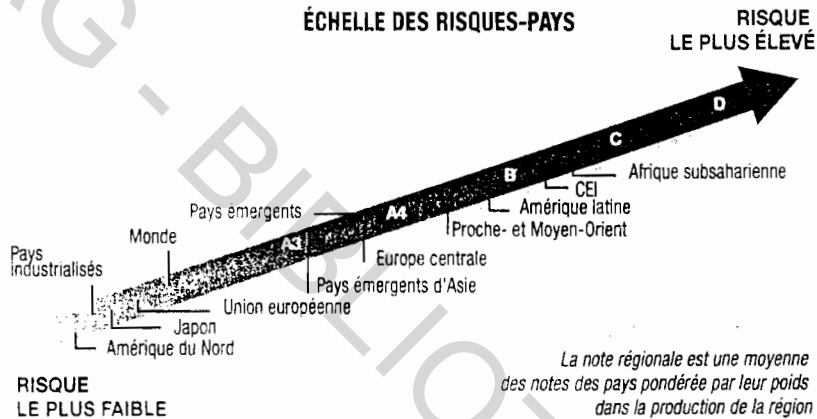 ÉCHELLE DES RISQUES-PAYS
RISQUE
LE PLUS ÉLEVÉ
D
C
B
A4
A3
Afrique subsaharienne
CEI
Amérique latine
Proche- et Moyen-Orient
Pays émergents
Europe centrale
Monde
Pays émergents d'Asie
Pays
industrialisés
Union européenne
Japon
Amérique du Nord
RISQUE
LE PLUS FAIBLE
La note régionale est une moyenne
des notes des pays pondérée par leur poids
dans la production de la région
G - BIBLIOT